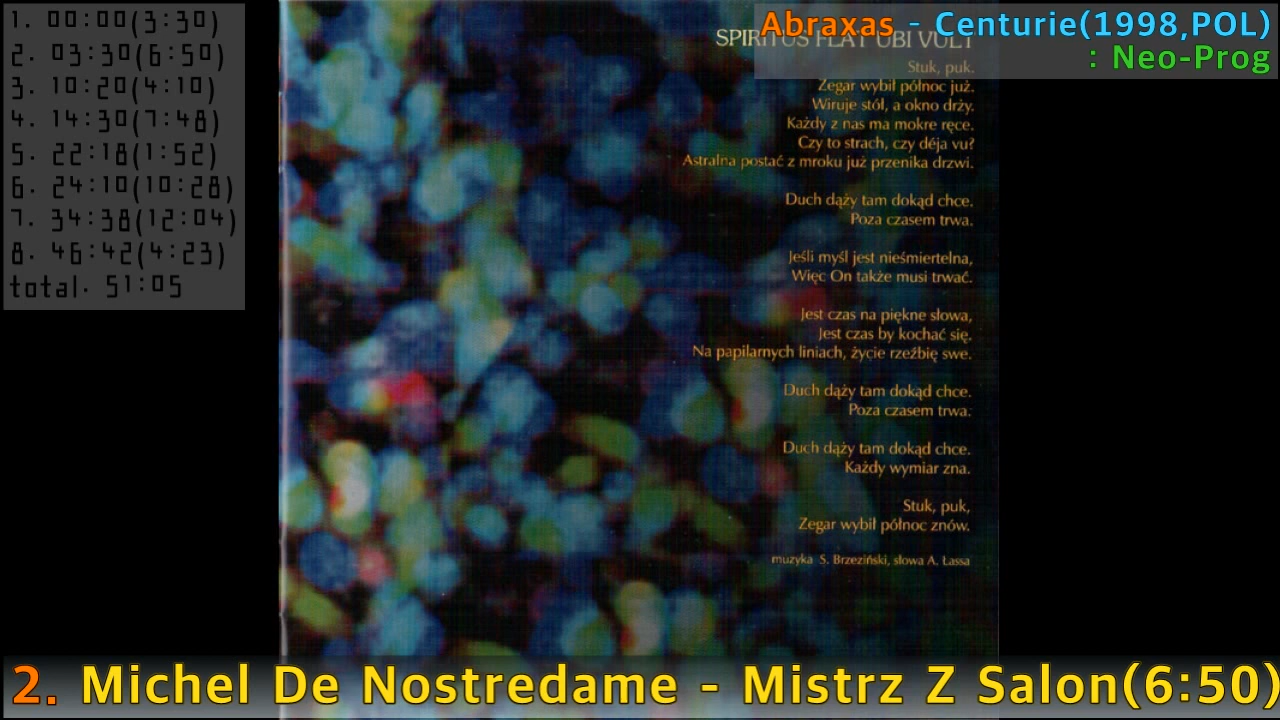 1. 00:00(3:30)
2. 03:30(6:50)
3. 10:20(4:10)
4. 14:30(7:48)
5. 22:18(1:52)
6. 24:10(10:28)
7. 34:38(12:04)
8. 46:42(4:23)
total. 51:05
Abraxas - Centurie(1998,POL)
: Neo-Prog
SPIRITUS FLAT UBI VULT
Stuk, puk.
Zegar wybił północ już.
Wiruje stół, a okno drży.
Każdy z nas ma mokre ręce.
Czy to strach, czy déja vu?
Astralna postać z mroku już przenika drzwi.
Duch dąży tam dokąd chce.
Poza czasem trwa.
Jeśli myśl jest nieśmiertelna,
Więc On także musi trwać.
Jest czas na piękne słowa,
Jest czas by kochać się.
Na papilarnych liniach, życie rzeźbię swe.
Duch dąży tam dokąd chce.
Poza czasem trwa.
Duch dąży tam dokąd chce.
Każdy wymiar zna.
Stuk, puk,
Zegar wybił północ znów.
muzyka S. Brzeziński, słowa A. Łassa
2. Michel De Nostredame - Mistrz Z Salon(6:50)